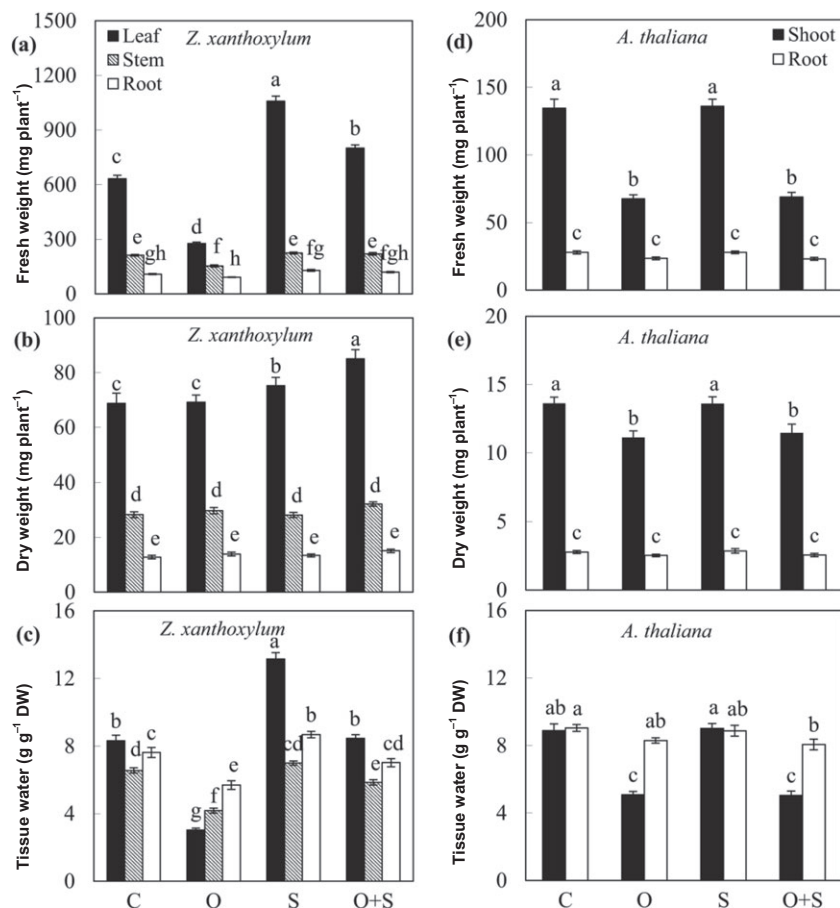 (a)
Z. xanthoxylum
Leaf
Stem
Root
Fresh weight (mg plant⁻¹)
1500
1200
900
600
300
0
c
e
gh
d
f
h
a
e
fg
b
e
fgh
(d)
A. thaliana
Shoot
Root
Fresh weight (mg plant⁻¹)
200
150
100
50
0
a
c
b
c
a
c
b
c
(b)
Z. xanthoxylum
Dry weight (mg plant⁻¹)
100
80
60
40
20
0
c
d
e
c
d
e
b
d
e
a
d
e
(e)
A. thaliana
Dry weight (mg plant⁻¹)
20
15
10
5
0
a
c
b
c
a
c
b
c
(c)
Z. xanthoxylum
Tissue water (g g⁻¹ DW)
16
12
8
4
0
b
d
c
g
f
e
a
cd
b
b
e
cd
C O S O+S
(f)
A. thaliana
Tissue water (g g⁻¹ DW)
16
12
8
4
0
ab
a
c
ab
a
ab
c
b
C O S O+S